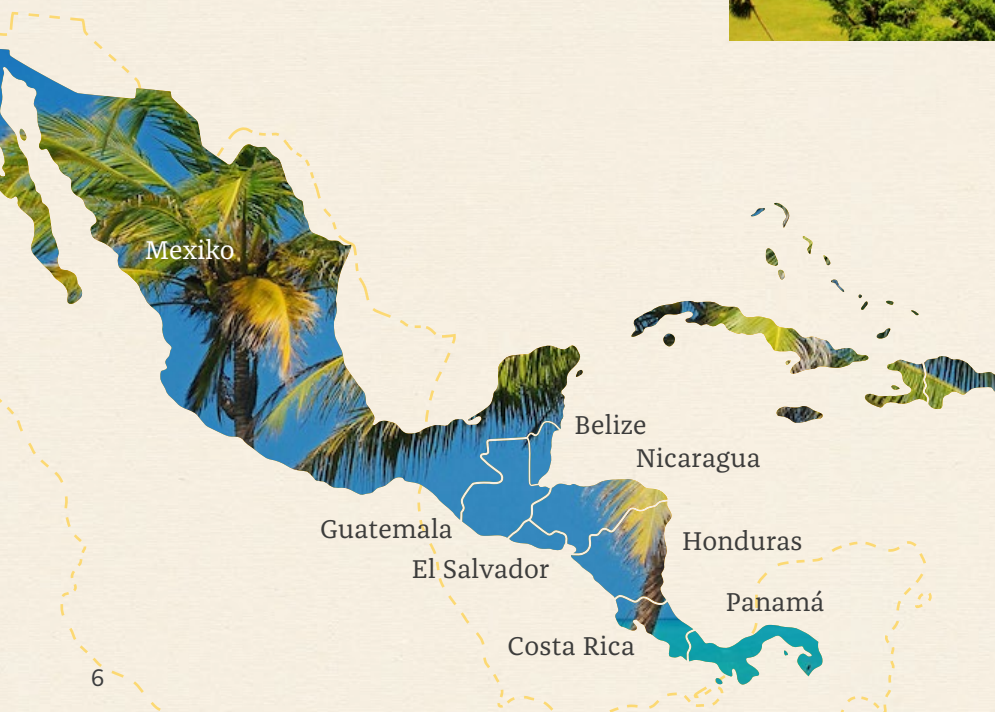 Mexiko
Belize
Nicaragua
Guatemala
Honduras
El Salvador
Panamá
Costa Rica
6